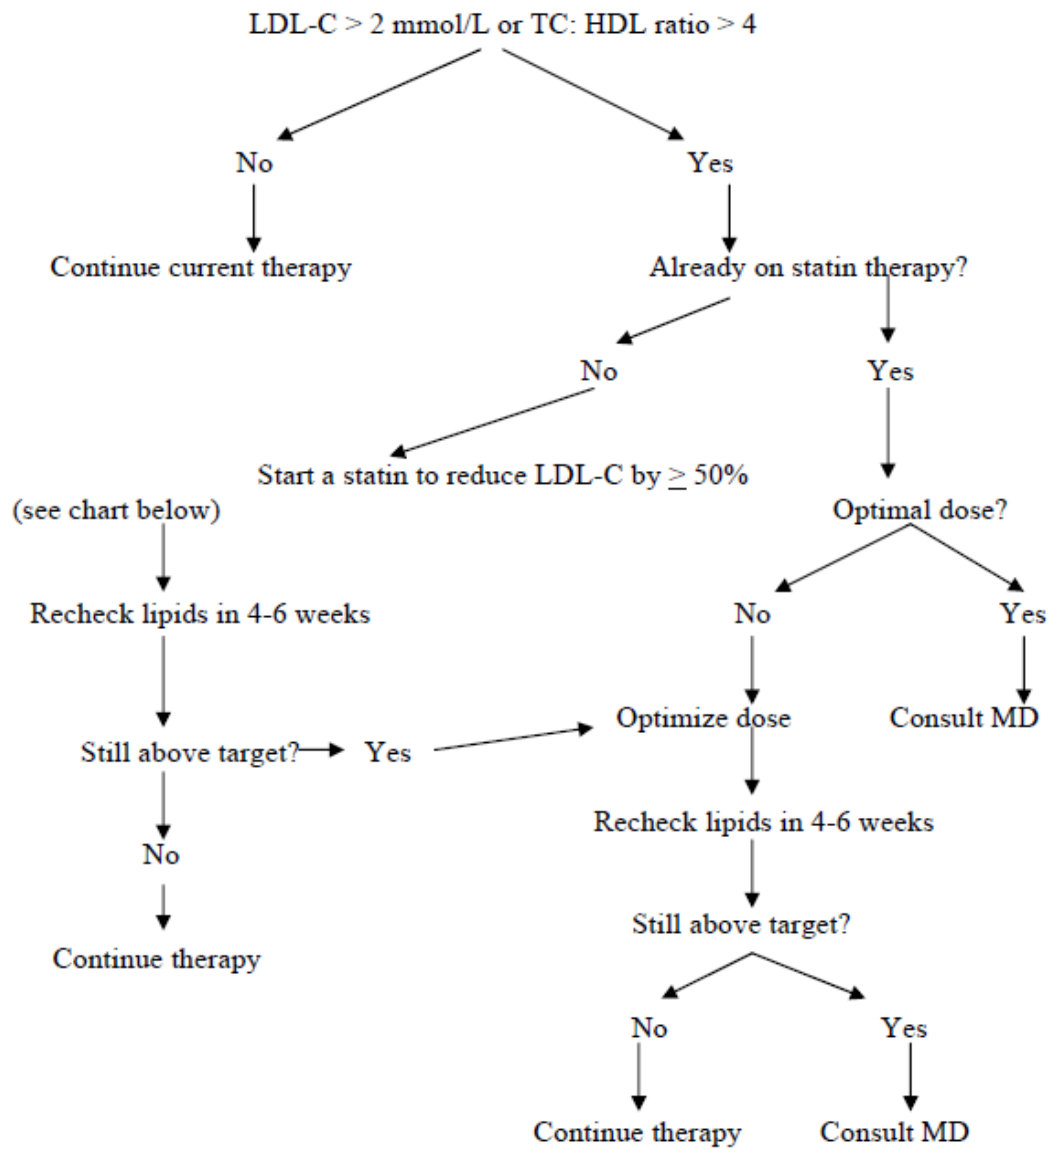 LDL-C > 2 mmol/L or TC: HDL ratio > 4
No
Yes
Continue current therapy
Already on statin therapy?
No
Yes
Start a statin to reduce LDL-C by ≥ 50%
(see chart below)
Optimal dose?
Recheck lipids in 4-6 weeks
No
Yes
Optimize dose
Consult MD
Still above target?
Yes
Recheck lipids in 4-6 weeks
No
Still above target?
Continue therapy
No
Yes
Continue therapy
Consult MD